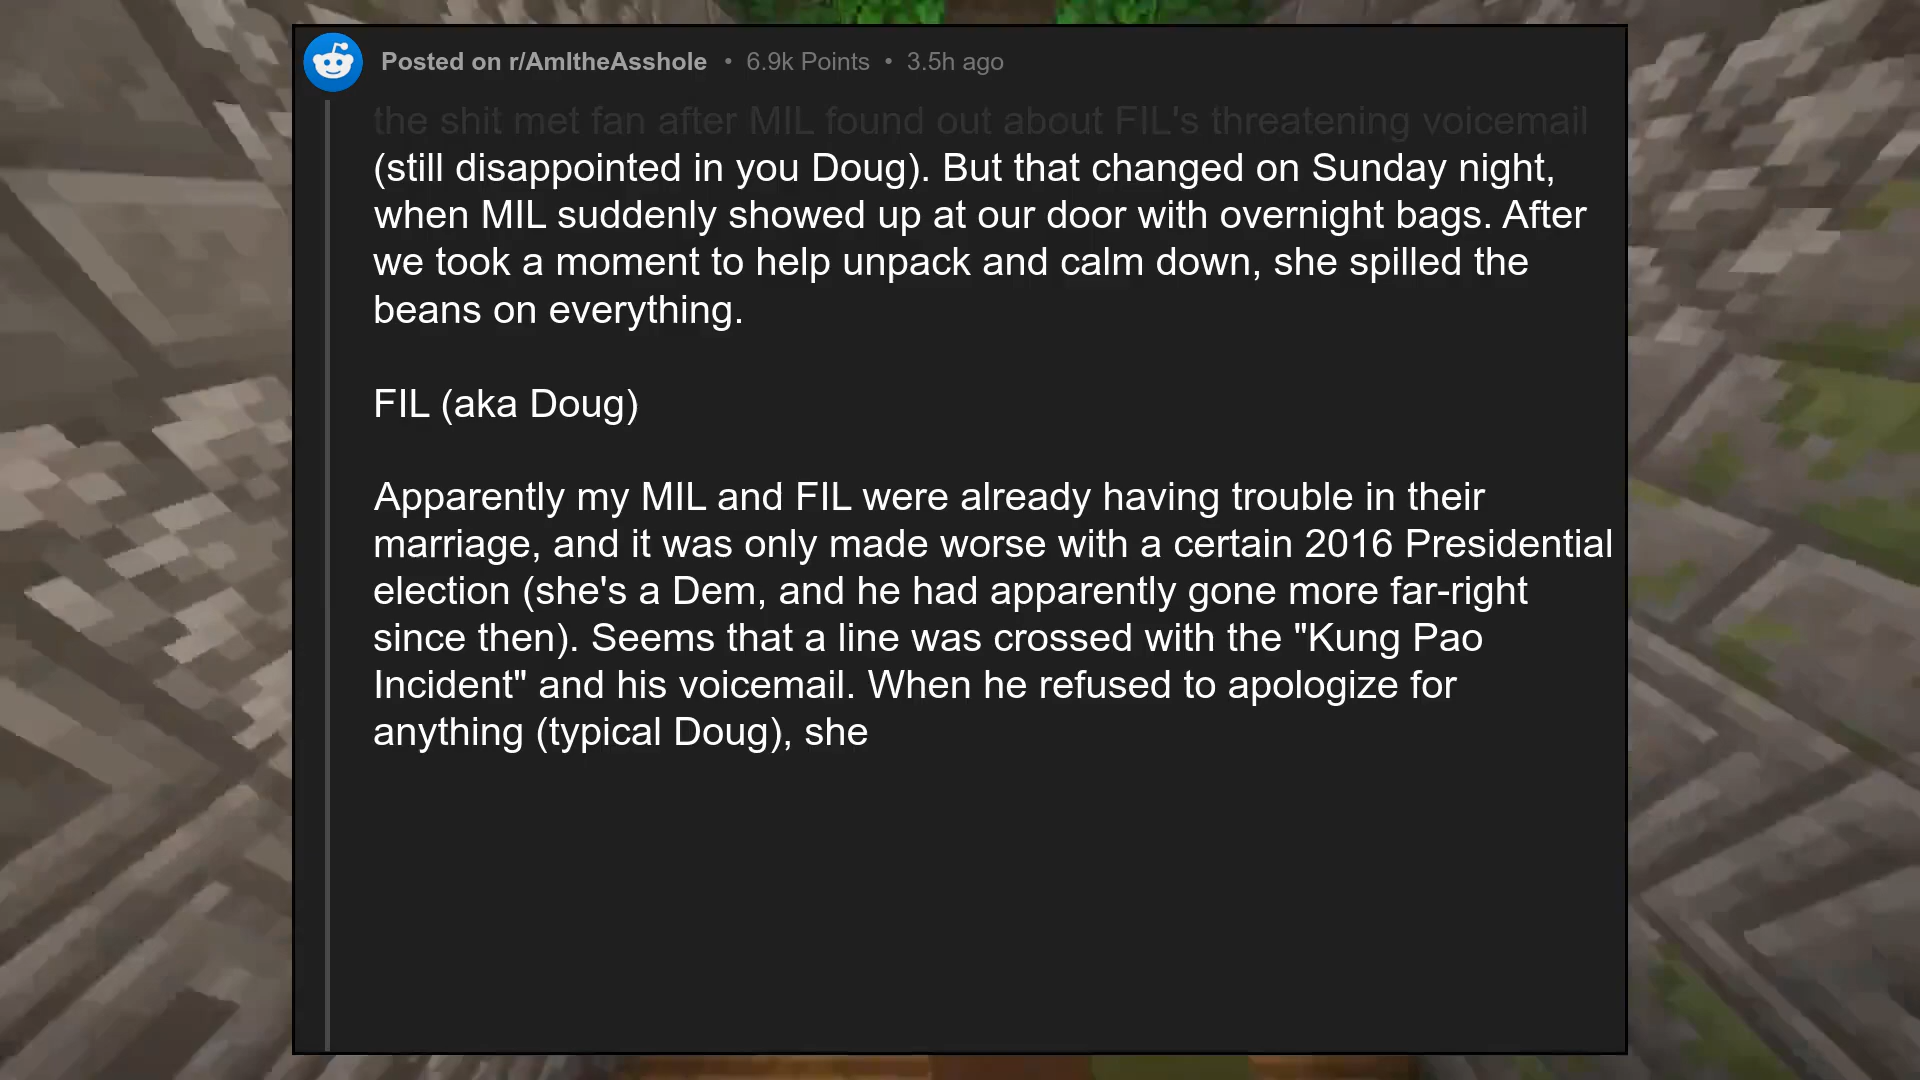 Posted on r/AmItheAsshole • 6.9k Points • 3.5h ago
the shit met fan after MIL found out about FIL's threatening voicemail
(still disappointed in you Doug). But that changed on Sunday night,
when MIL suddenly showed up at our door with overnight bags. After
we took a moment to help unpack and calm down, she spilled the
beans on everything.
FIL (aka Doug)
Apparently my MIL and FIL were already having trouble in their
marriage, and it was only made worse with a certain 2016 Presidential
election (she's a Dem, and he had apparently gone more far-right
since then). Seems that a line was crossed with the "Kung Pao
Incident" and his voicemail. When he refused to apologize for
anything (typical Doug), she